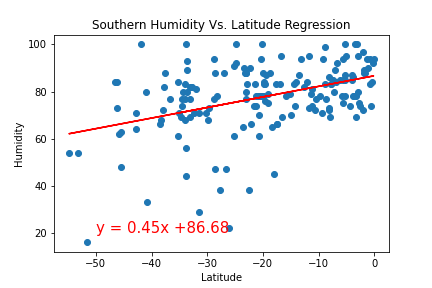 Southern Humidity Vs. Latitude Regression
100
80
60
40
20
Humidity
y = 0.45x +86.68
−50
−40
−30
−20
−10
0
Latitude